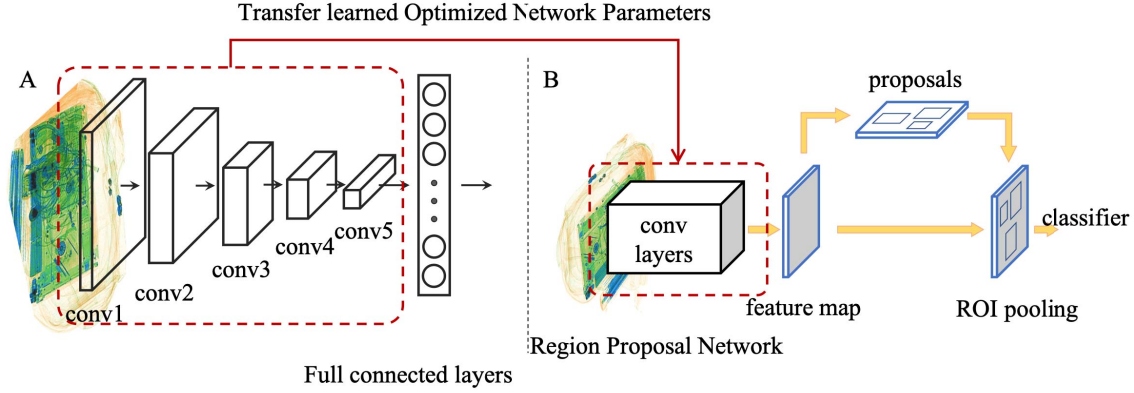 Transfer learned Optimized Network Parameters
A
conv1
conv2
conv3
conv4
conv5
Full connected layers
B
proposals
conv
layers
feature map
ROI pooling
classifier
Region Proposal Network